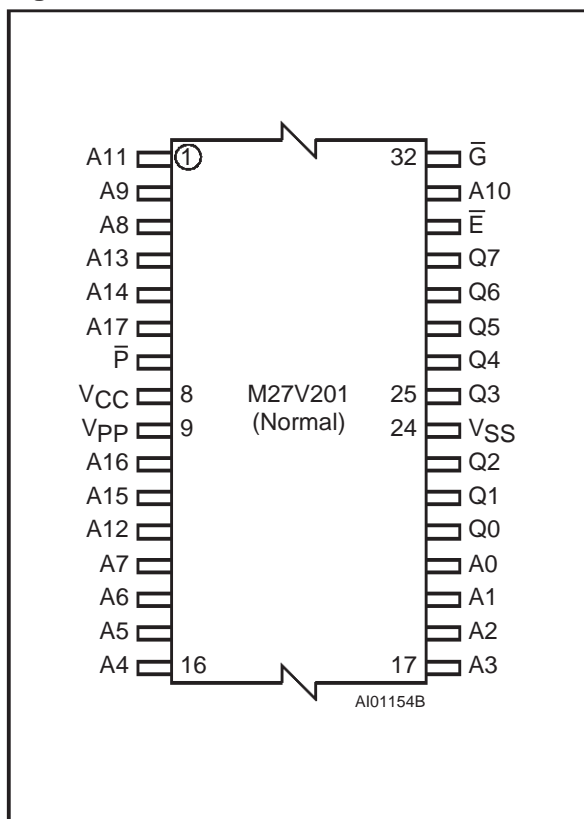 A11 1 32 G̅
A9 A10
A8 E̅
A13 Q7
A14 Q6
A17 Q5
P̅ Q4
VCC 8 M27V201 25 Q3
VPP 9 (Normal) 24 VSS
A16 Q2
A15 Q1
A12 Q0
A7 A0
A6 A1
A5 A2
A4 16 17 A3
AI01154B